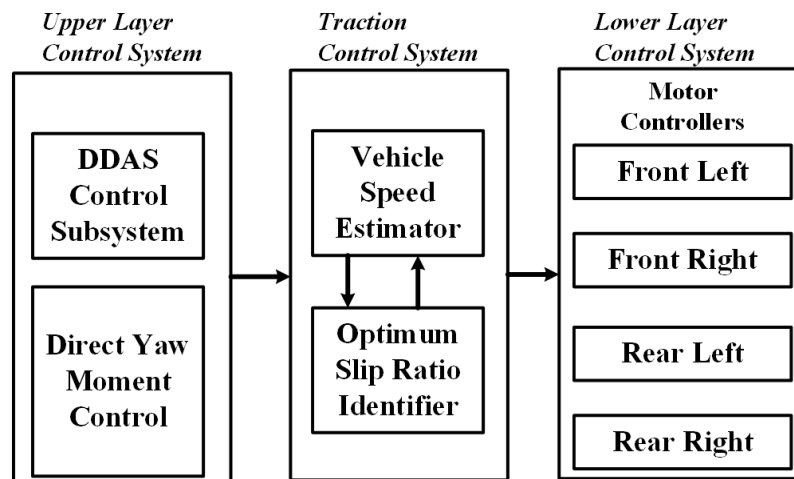 Upper Layer
Control System
DDAS
Control
Subsystem
Direct Yaw
Moment
Control
Traction
Control System
Vehicle
Speed
Estimator
Optimum
Slip Ratio
Identifier
Lower Layer
Control System
Motor
Controllers
Front Left
Front Right
Rear Left
Rear Right